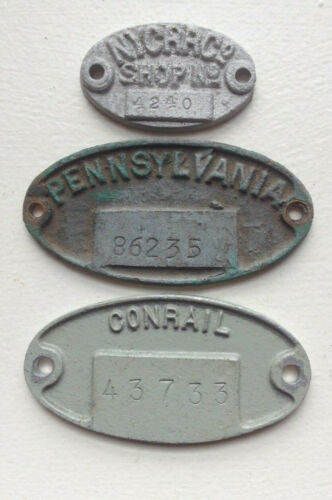 N.Y.C.R.R.Co
SHOP No
4240
PENNSYLVANIA
86235
CONRAIL
43733